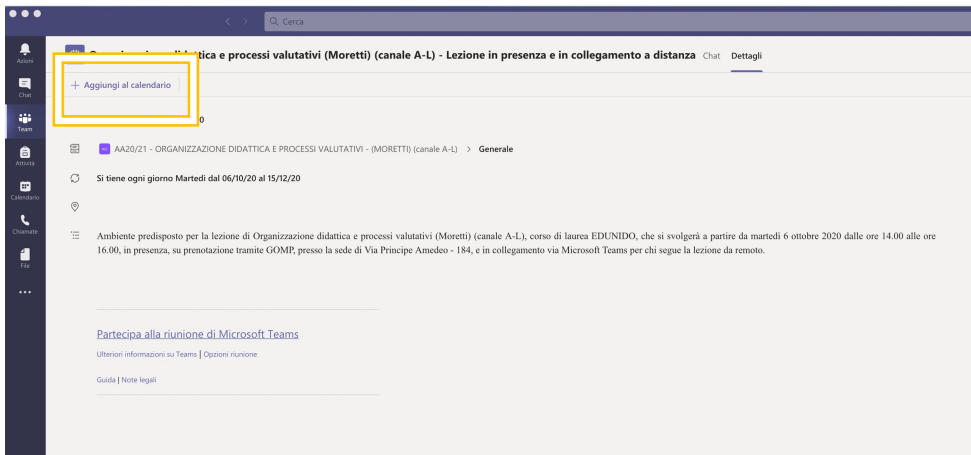 Cerca
Azioni
Chat
Team
Attività
Calendario
Chiamate
File
tica e processi valutativi (Moretti) (canale A-L) - Lezione in presenza e in collegamento a distanza Chat Dettagli
+ Aggiungi al calendario
0
AA20/21 - ORGANIZZAZIONE DIDATTICA E PROCESSI VALUTATIVI - (MORETTI) (canale A-L) > Generale
Si tiene ogni giorno Martedì dal 06/10/20 al 15/12/20
Ambiente predisposto per la lezione di Organizzazione didattica e processi valutativi (Moretti) (canale A-L), corso di laurea EDUNIDO, che si svolgerà a partire da martedì 6 ottobre 2020 dalle ore 14.00 alle ore
16.00, in presenza, su prenotazione tramite GOMP, presso la sede di Via Principe Amedeo - 184, e in collegamento via Microsoft Teams per chi segue la lezione da remoto.
Partecipa alla riunione di Microsoft Teams
Ulteriori informazioni su Teams | Opzioni riunione
Guida | Note legali